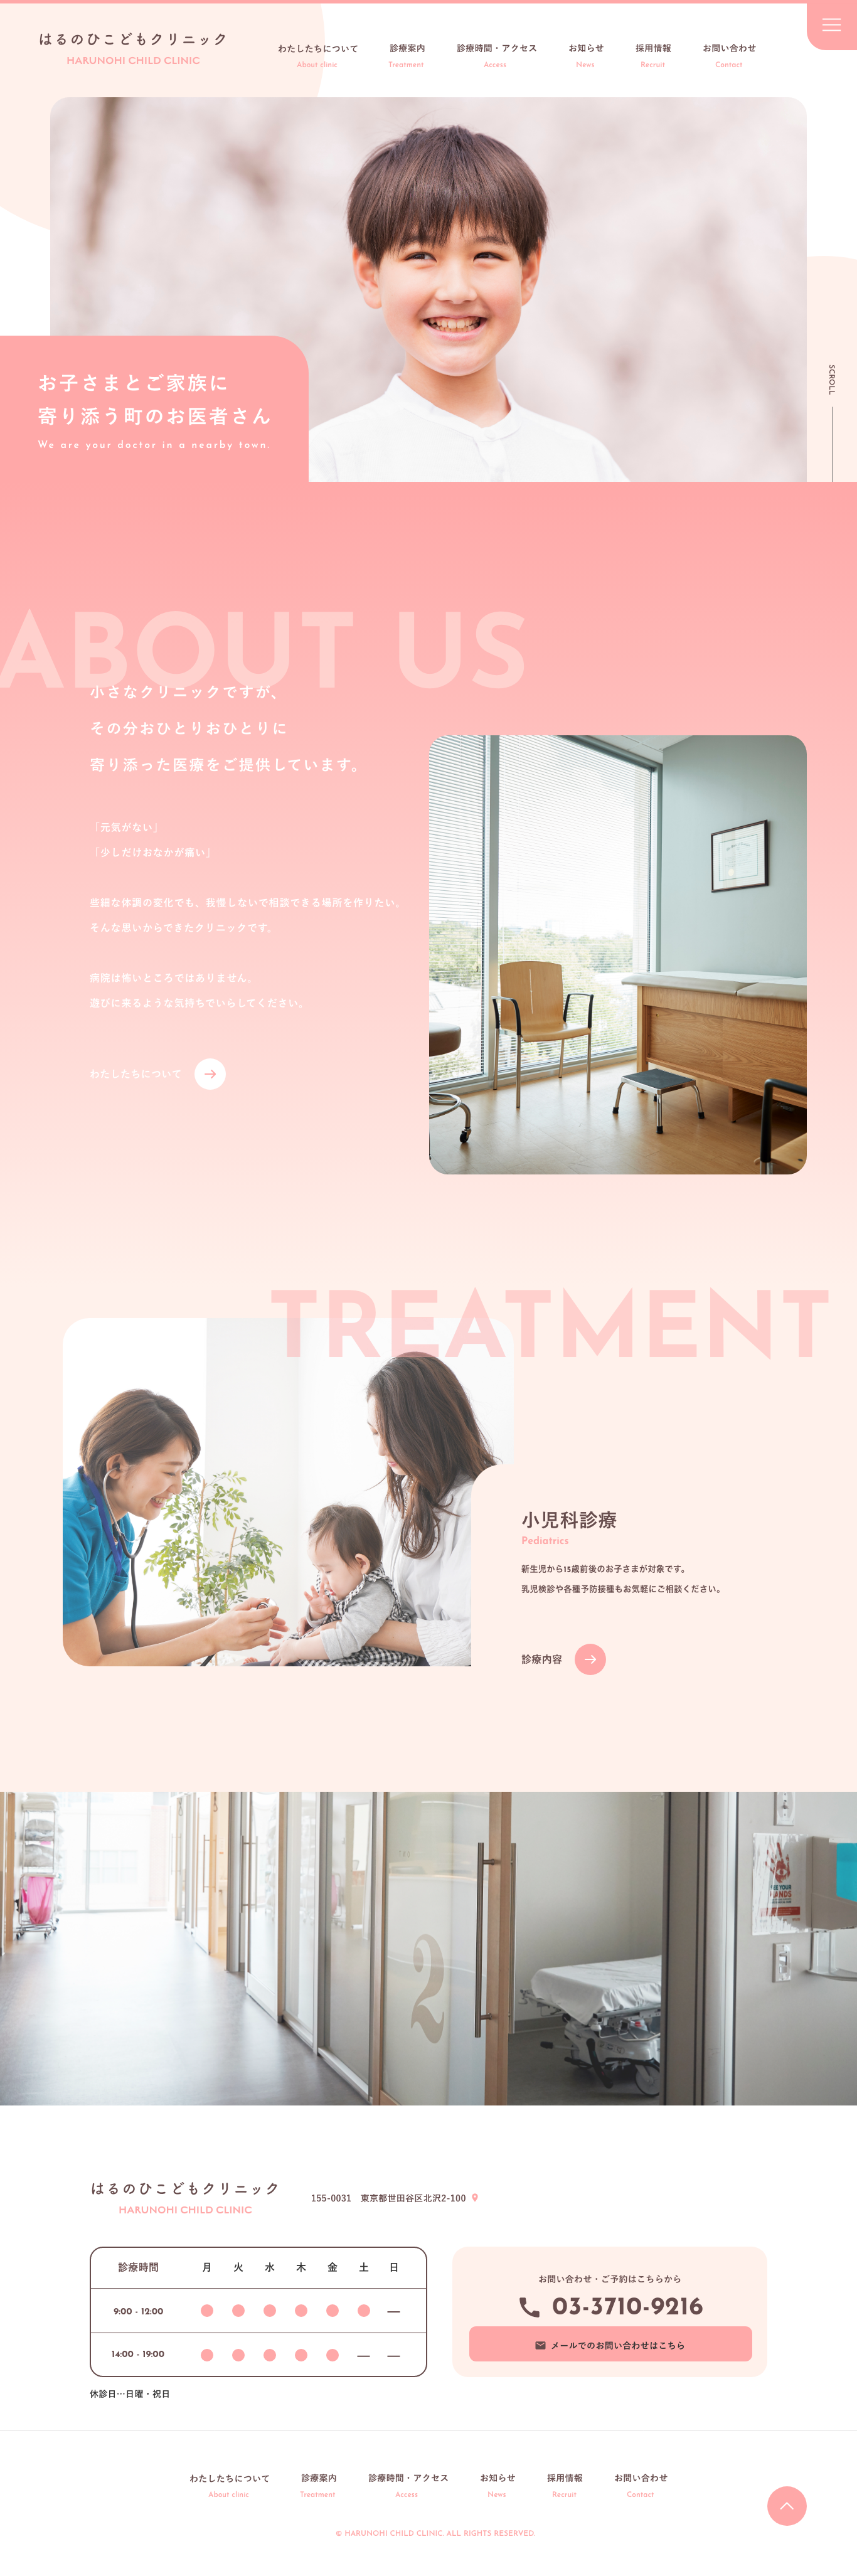 はるのひこどもクリニック
HARUNOHI CHILD CLINIC
わたしたちについて
About clinic
診療案内
Treatment
診療時間・アクセス
Access
お知らせ
News
採用情報
Recruit
お問い合わせ
Contact
SCROLL
お子さまとご家族に
寄り添う町のお医者さん
We are your doctor in a nearby town.
ABOUT US
小さなクリニックですが、
その分おひとりおひとりに
寄り添った医療をご提供しています。
「元気がない」
「少しだけおなかが痛い」
些細な体調の変化でも、我慢しないで相談できる場所を作りたい。
そんな思いからできたクリニックです。
病院は怖いところではありません。
遊びに来るような気持ちでいらしてください。
わたしたちについて
TREATMENT
小児科診療
Pediatrics
新生児から15歳前後のお子さまが対象です。
乳児検診や各種予防接種もお気軽にご相談ください。
診療内容
2
SEE YOUR
HANDS
はるのひこどもクリニック
HARUNOHI CHILD CLINIC
155-0031 東京都世田谷区北沢2-100
診療時間 月 火 水 木 金 土 日
9:00 - 12:00 ● ● ● ● ● ● —
14:00 - 19:00 ● ● ● ● ● — —
休診日…日曜・祝日
お問い合わせ・ご予約はこちらから
03-3710-9216
メールでのお問い合わせはこちら
わたしたちについて
About clinic
診療案内
Treatment
診療時間・アクセス
Access
お知らせ
News
採用情報
Recruit
お問い合わせ
Contact
© HARUNOHI CHILD CLINIC. ALL RIGHTS RESERVED.